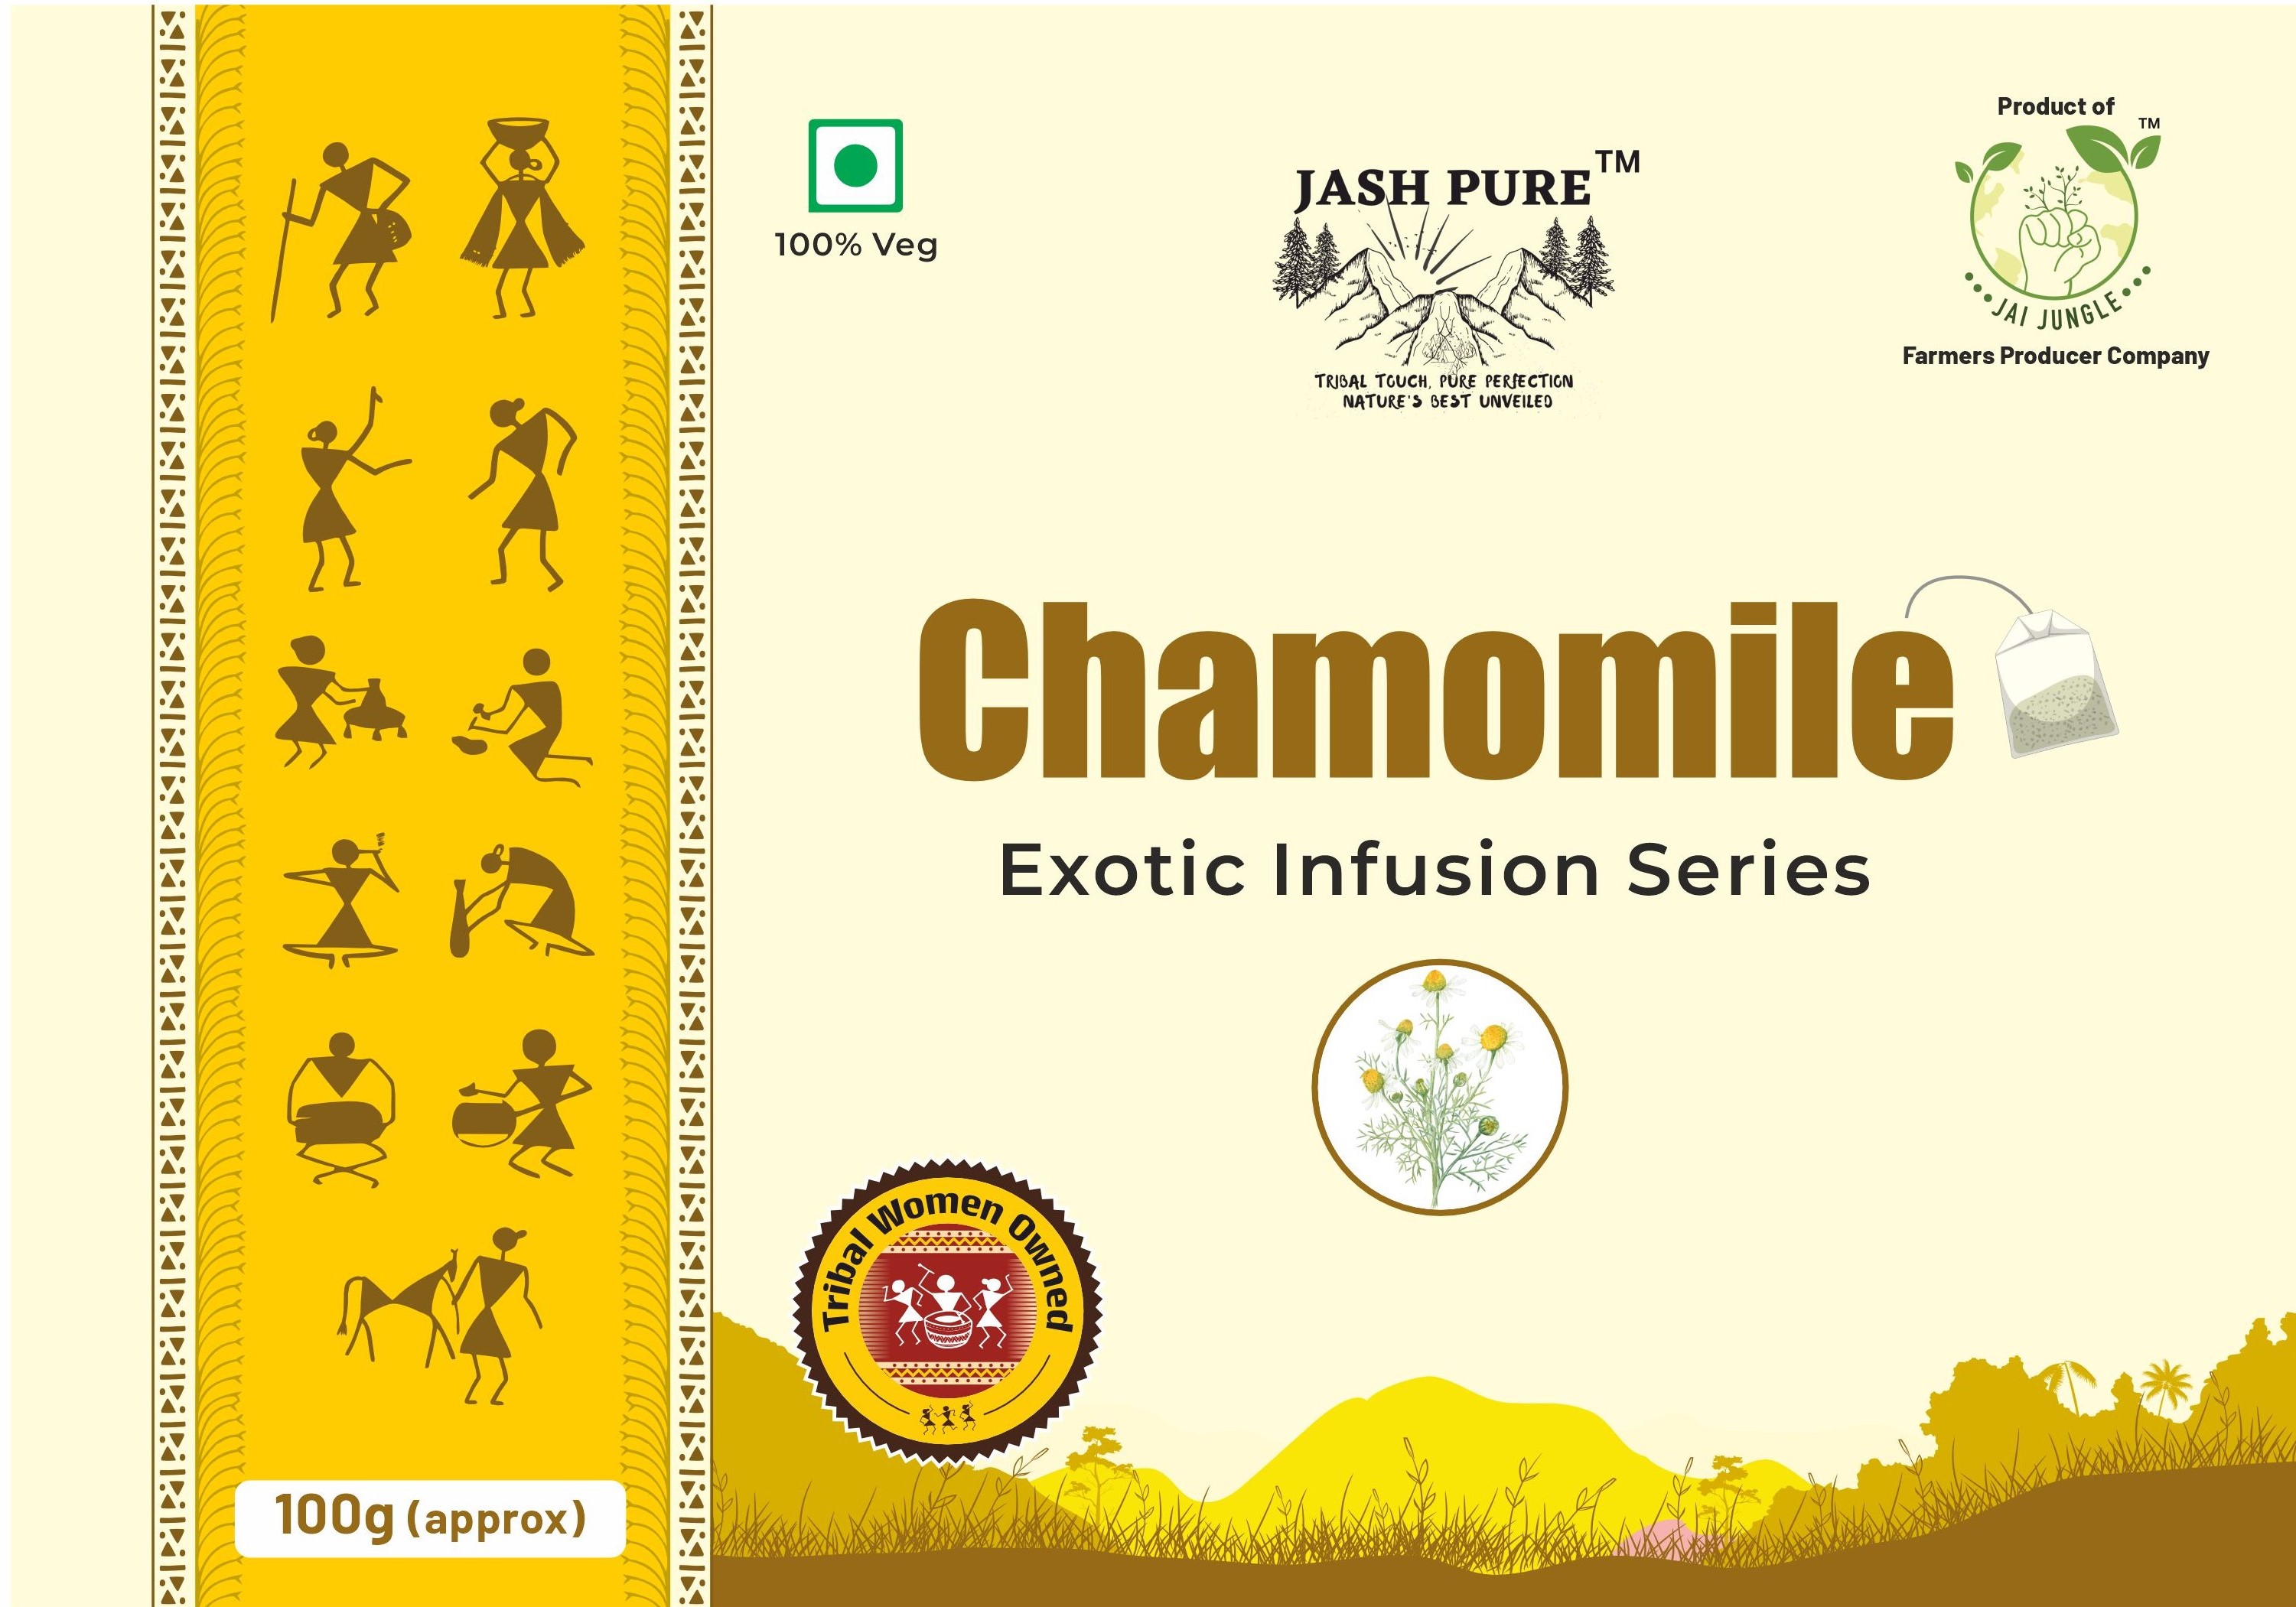 100% Veg
JASH PURE™
TRIBAL TOUCH, PURE PERFECTION
NATURE'S BEST UNVEILED
Product of
TM
JAI JUNGLE
Farmers Producer Company
Chamomile
Exotic Infusion Series
Tribal Women Owned
100g (approx)